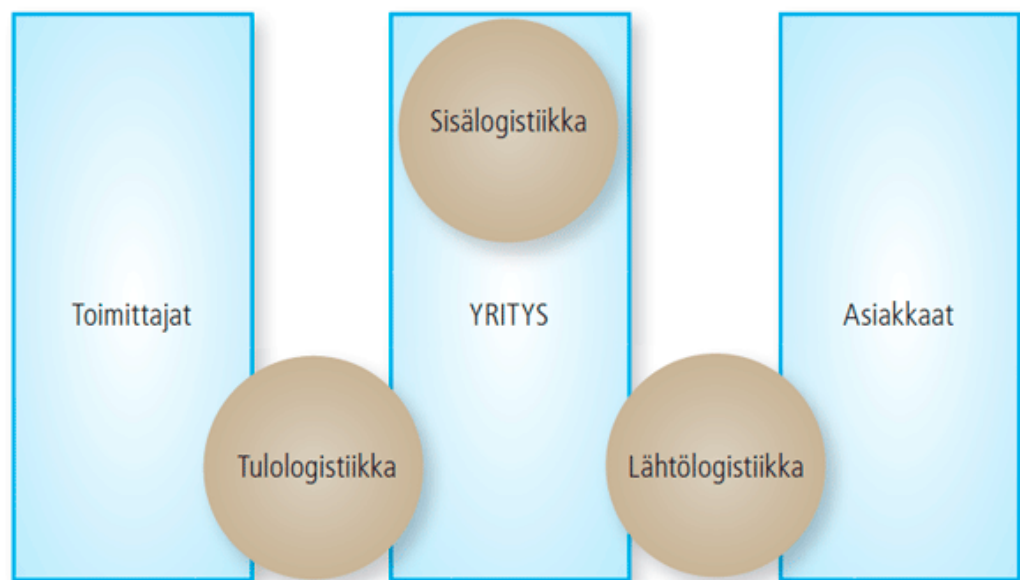 Sisälogistiikka
Toimittajat
YRITYS
Asiakkaat
Tulologistiikka
Lähtölogistiikka